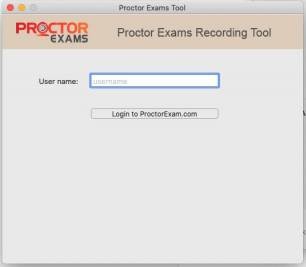 Proctor Exams Tool
PROCTOR
EXAMS
Proctor Exams Recording Tool
User name:
username
Login to ProctorExam.com